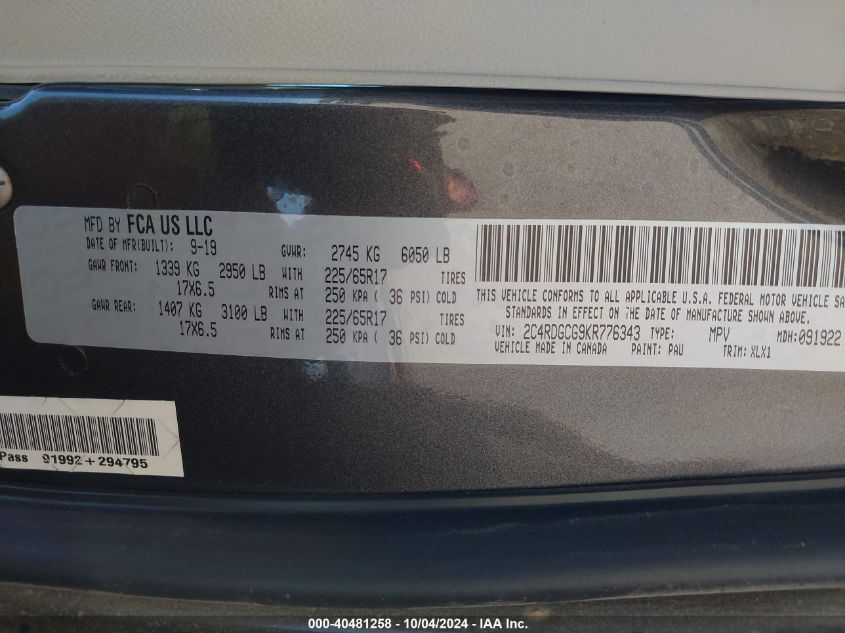 MFD BY FCA US LLC
DATE OF MFR(BUILT): 9-19 GVWR: 2745 KG 6050 LB
GAWR FRONT: 1339 KG 2950 LB WITH 225/65R17 TIRES
17X6.5 RIMS AT 250 KPA ( 36 PSI) COLD
GAWR REAR: 1407 KG 3100 LB WITH 225/65R17 TIRES
17X6.5 RIMS AT 250 KPA ( 36 PSI) COLD
THIS VEHICLE CONFORMS TO ALL APPLICABLE U.S.A. FEDERAL MOTOR VEHICLE SA
STANDARDS IN EFFECT ON THE DATE OF MANUFACTURE SHOWN ABOVE.
VIN: 2C4RDGCG9KR776343 TYPE: MPV MDH:091922
VEHICLE MADE IN CANADA PAINT: PAU TRIM: XLX1
Pass 91992+294795
000-40481258 - 10/04/2024 - IAA Inc.